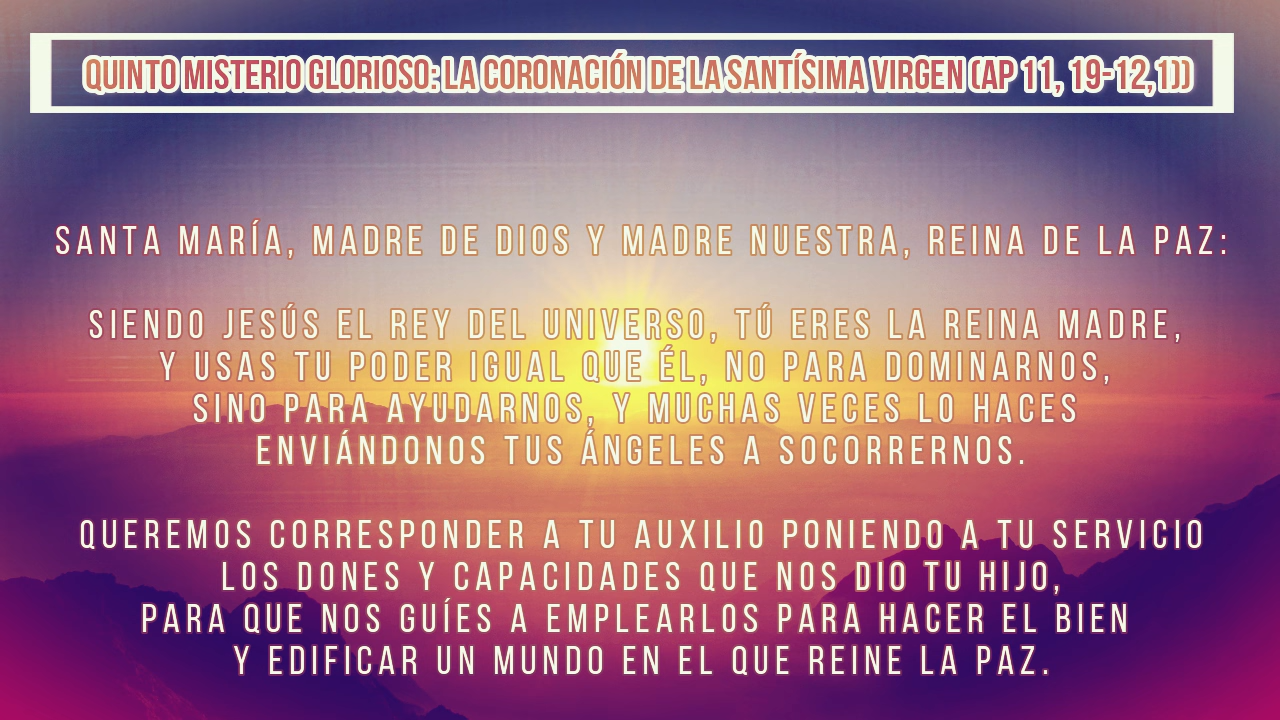 QUINTO MISTERIO GLORIOSO: LA CORONACIÓN DE LA SANTÍSIMA VIRGEN (AP 11, 19-12,1))
SANTA MARÍA, MADRE DE DIOS Y MADRE NUESTRA, REINA DE LA PAZ:
SIENDO JESÚS EL REY DEL UNIVERSO, TÚ ERES LA REINA MADRE,
Y USAS TU PODER IGUAL QUE ÉL, NO PARA DOMINARNOS,
SINO PARA AYUDARNOS, Y MUCHAS VECES LO HACES
ENVIÁNDONOS TUS ÁNGELES A SOCORRERNOS.
QUEREMOS CORRESPONDER A TU AUXILIO PONIENDO A TU SERVICIO
LOS DONES Y CAPACIDADES QUE NOS DIO TU HIJO,
PARA QUE NOS GUÍES A EMPLEARLOS PARA HACER EL BIEN
Y EDIFICAR UN MUNDO EN EL QUE REINE LA PAZ.